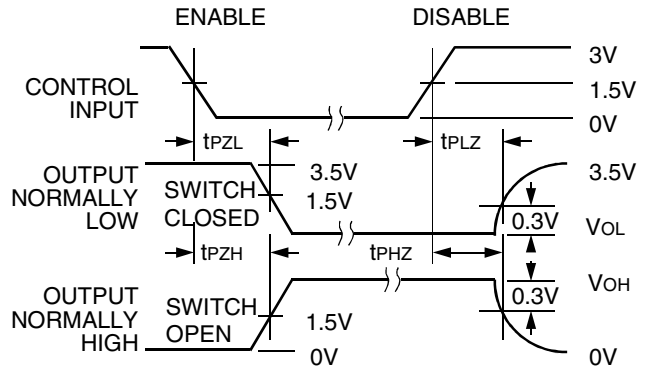 ENABLE DISABLE
3V
CONTROL
INPUT
1.5V
0V
tPZL tPLZ
OUTPUT
NORMALLY
LOW
SWITCH
CLOSED
3.5V
1.5V
3.5V
0.3V
VOL
tPZH tPHZ
OUTPUT
NORMALLY
HIGH
SWITCH
OPEN
1.5V
0V
VOH
0.3V
0V